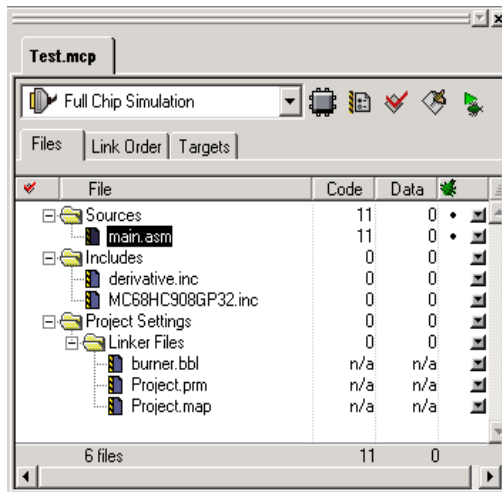 Test.mcp
Full Chip Simulation
Files Link Order Targets
File Code Data
Sources 11 0
main.asm 11 0
Includes 0 0
derivative.inc 0 0
MC68HC908GP32.inc 0 0
Project Settings 0 0
Linker Files 0 0
burner.bbl n/a n/a
Project.prm n/a n/a
Project.map n/a n/a
6 files 11 0